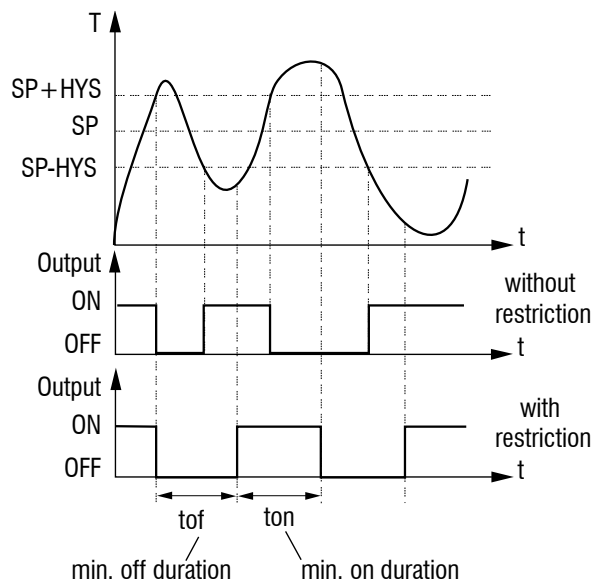 T
SP+HYS
SP
SP-HYS
t
Output
ON
OFF
t
without
restriction
Output
ON
OFF
t
with
restriction
tof
ton
min. off duration
min. on duration